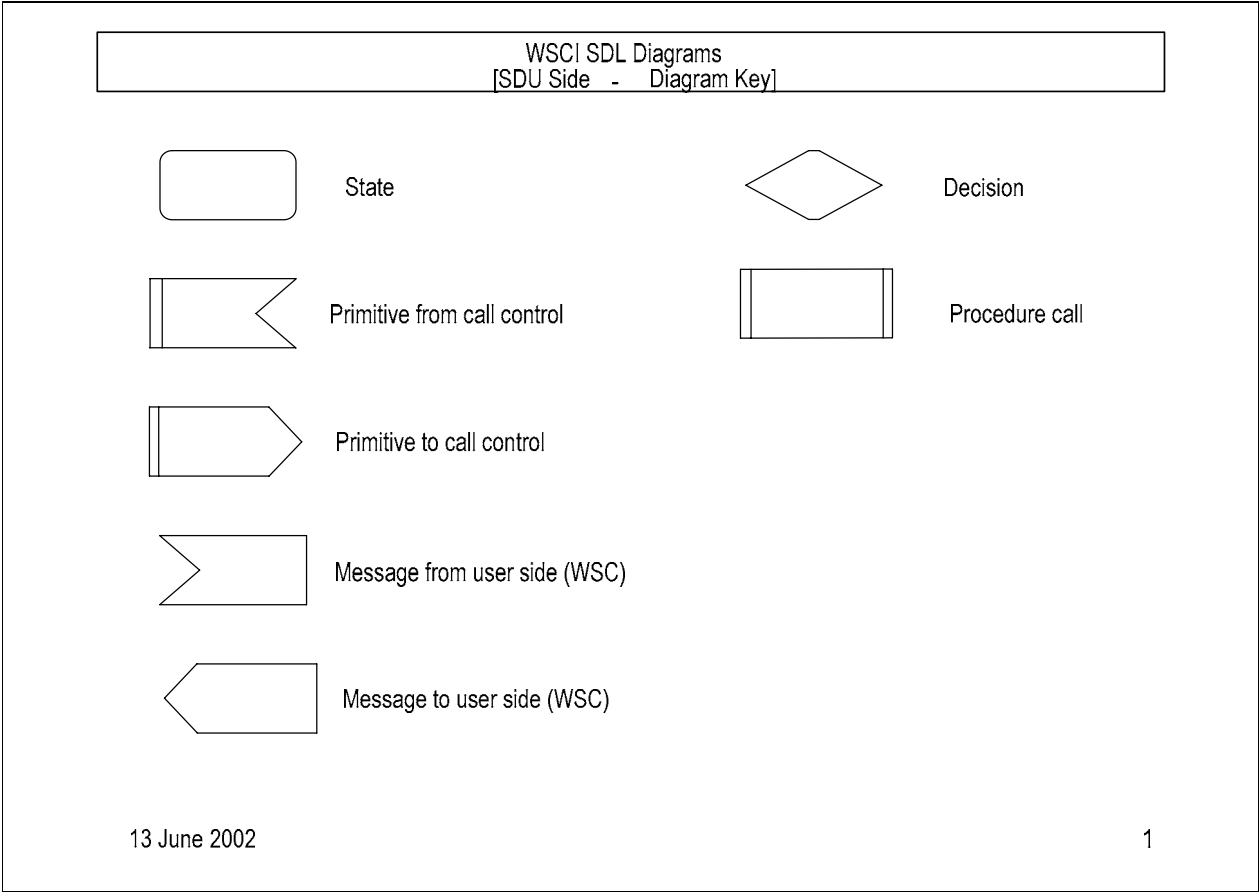 WSCI SDL Diagrams
[SDU Side - Diagram Key]
State
Decision
Primitive from call control
Procedure call
Primitive to call control
Message from user side (WSC)
Message to user side (WSC)
13 June 2002
1